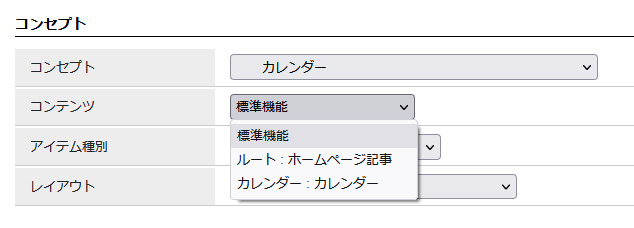 コンセプト
コンセプト
カレンダー
コンテンツ
標準機能
標準機能
アイテム種別
ルート : ホームページ記事
カレンダー : カレンダー
レイアウト